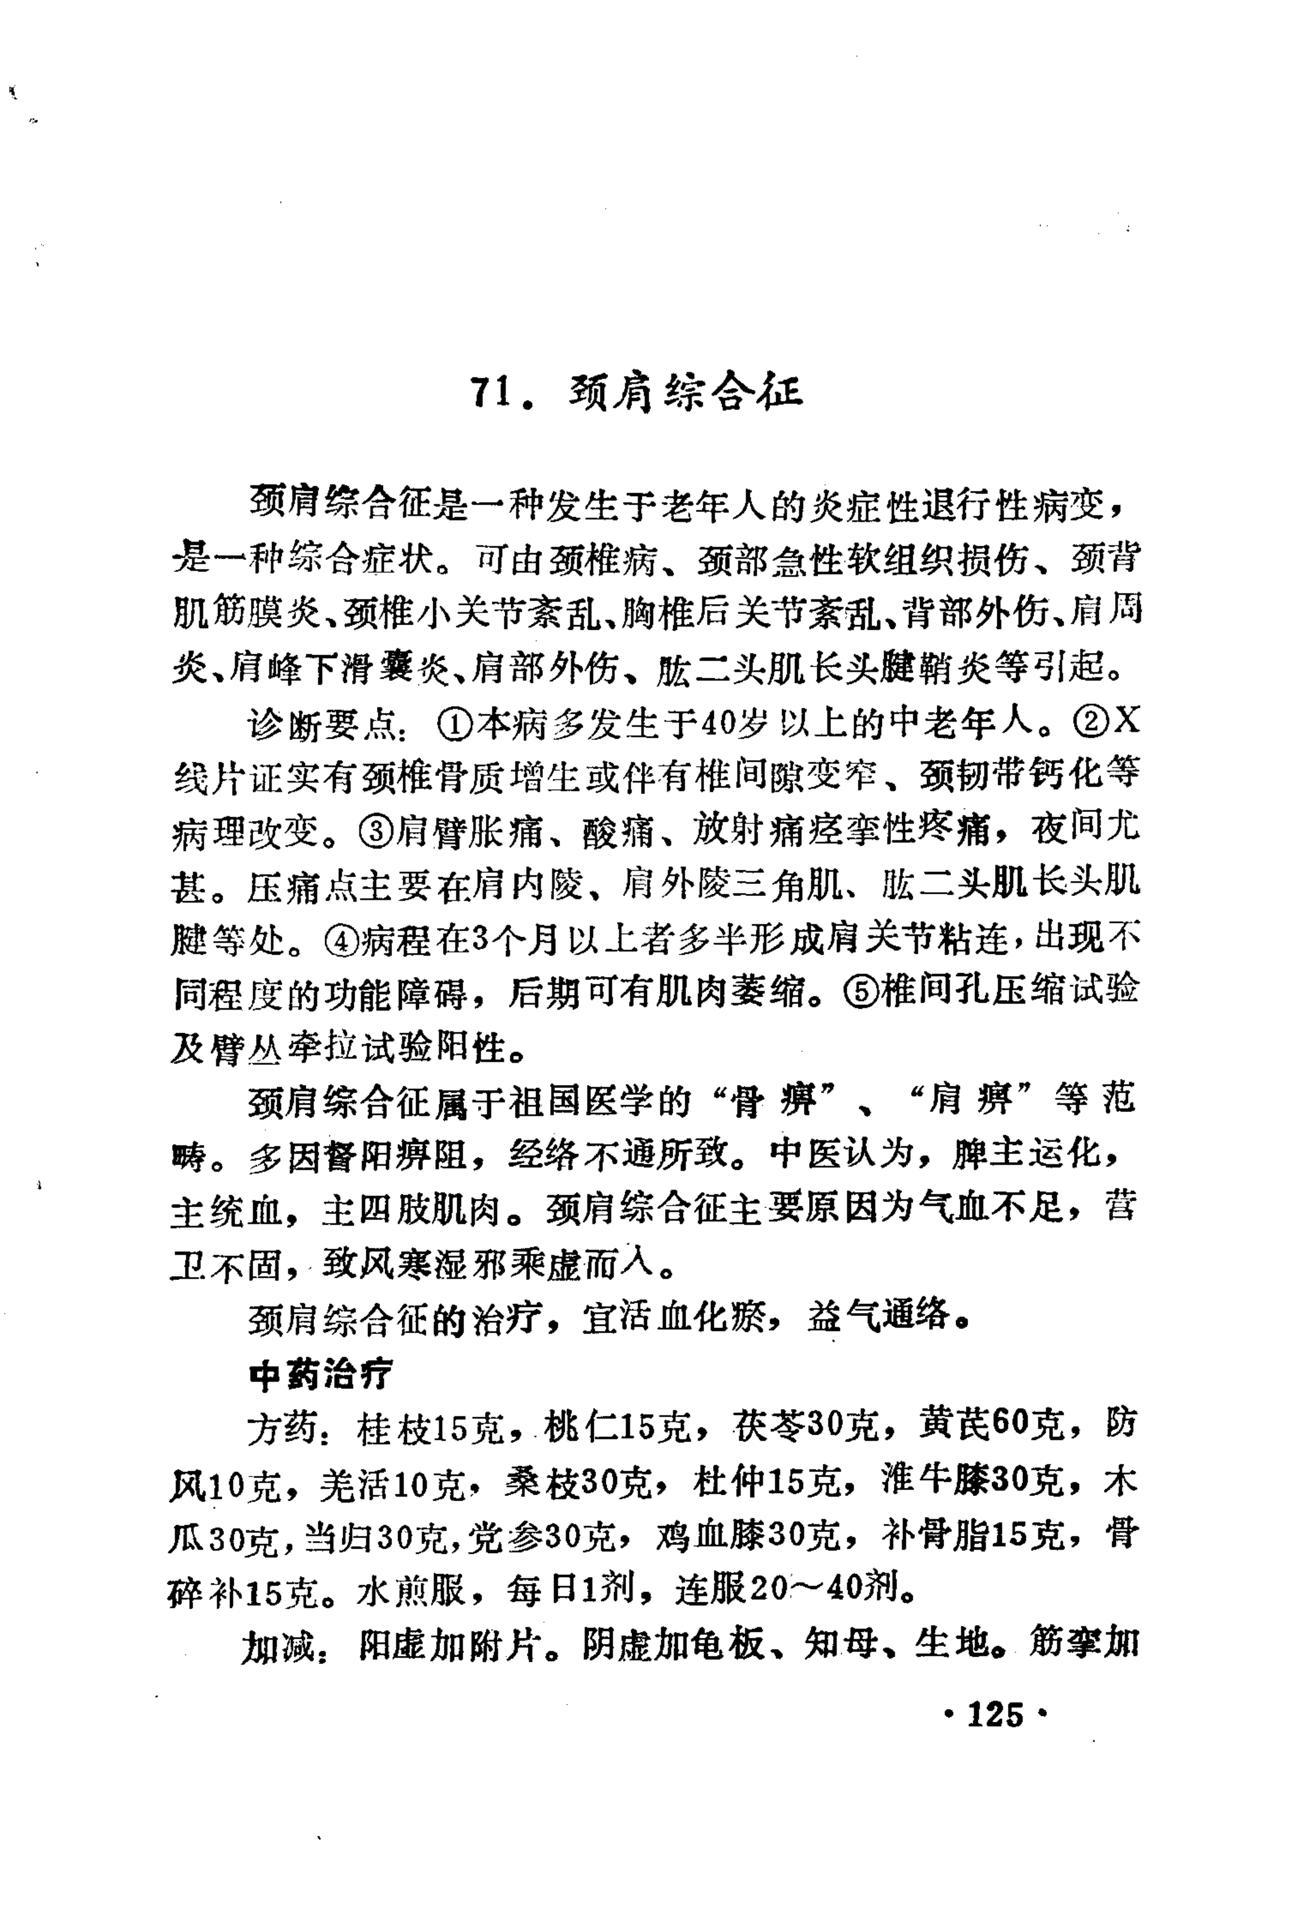 71．颈肩综合征
颈肩综合征是一种发生于老年人的炎症性退行性病变，
是一种综合症状。可由颈椎病、颈部急性软组织损伤、颈背
肌筋膜炎、颈椎小关节紊乱、胸椎后关节紊乱、背部外伤、肩周
炎、肩峰下滑囊炎、肩部外伤、肱二头肌长头腱鞘炎等引起。
诊断要点：①本病多发生于40岁以上的中老年人。②X
线片证实有颈椎骨质增生或伴有椎间隙变窄、颈韧带钙化等
病理改变。③肩臂胀痛、酸痛、放射痛痉挛性疼痛，夜间尤
甚。压痛点主要在肩内陵、肩外陵三角肌、肱二头肌长头肌
腱等处。④病程在3个月以上者多半形成肩关节粘连，出现不
同程度的功能障碍，后期可有肌肉萎缩。⑤椎间孔压缩试验
及臂丛牵拉试验阳性。
颈肩综合征属于祖国医学的“骨痹”、“肩痹”等范
畴。多因督阳痹阻，经络不通所致。中医认为，脾主运化，
主统血，主四肢肌肉。颈肩综合征主要原因为气血不足，营
卫不固，致风寒湿邪乘虚而入。
颈肩综合征的治疗，宜活血化瘀，益气通络。
中药治疗
方药：桂枝15克，桃仁15克，茯苓30克，黄芪60克，防
风10克，羌活10克，桑枝30克，杜仲15克，淮牛膝30克，木
瓜30克，当归30克，党参30克，鸡血膝30克，补骨脂15克，骨
碎补15克。水煎服，每日1剂，连服20～40剂。
加减：阳虚加附片。阴虚加龟板、知母、生地。筋挛加
·125·